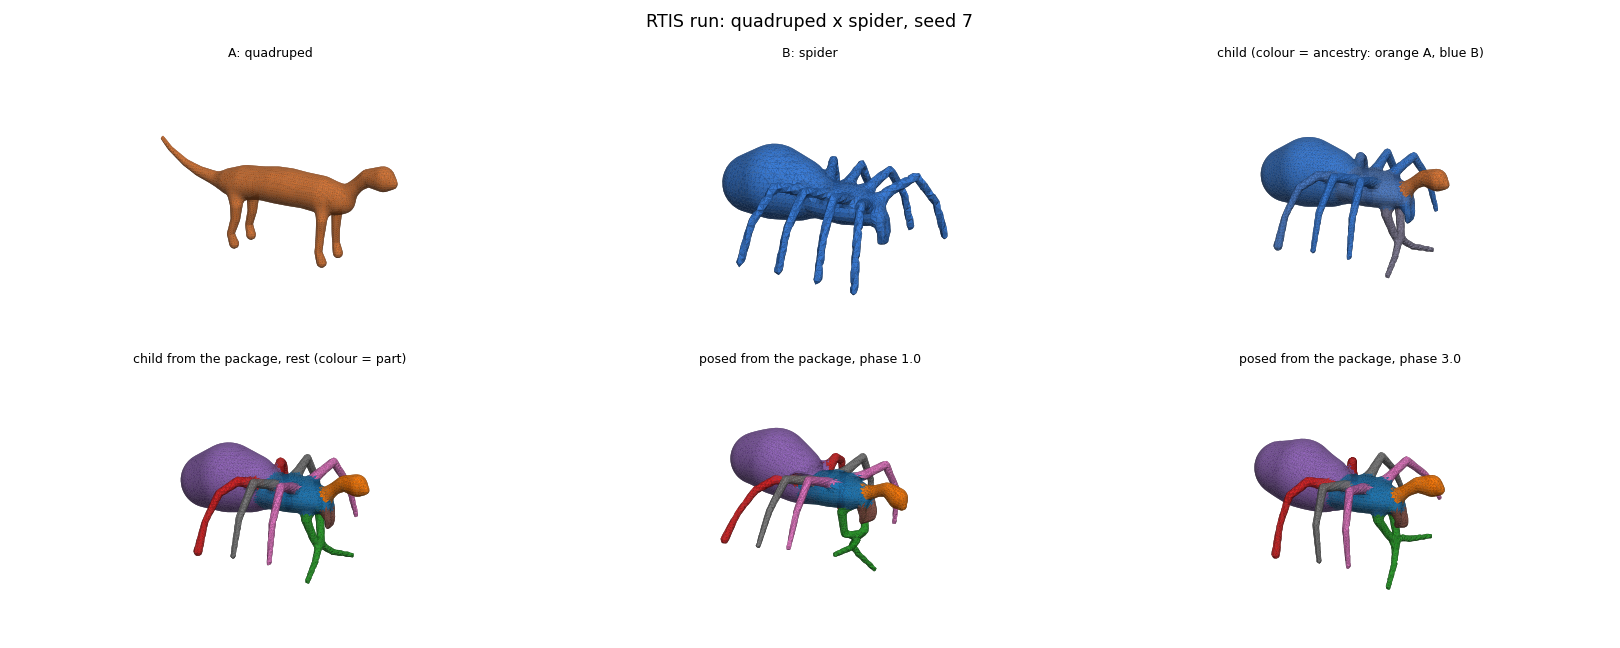 RTIS run: quadruped x spider, seed 7
A: quadruped
B: spider
child (colour = ancestry: orange A, blue B)
child from the package, rest (colour = part)
posed from the package, phase 1.0
posed from the package, phase 3.0